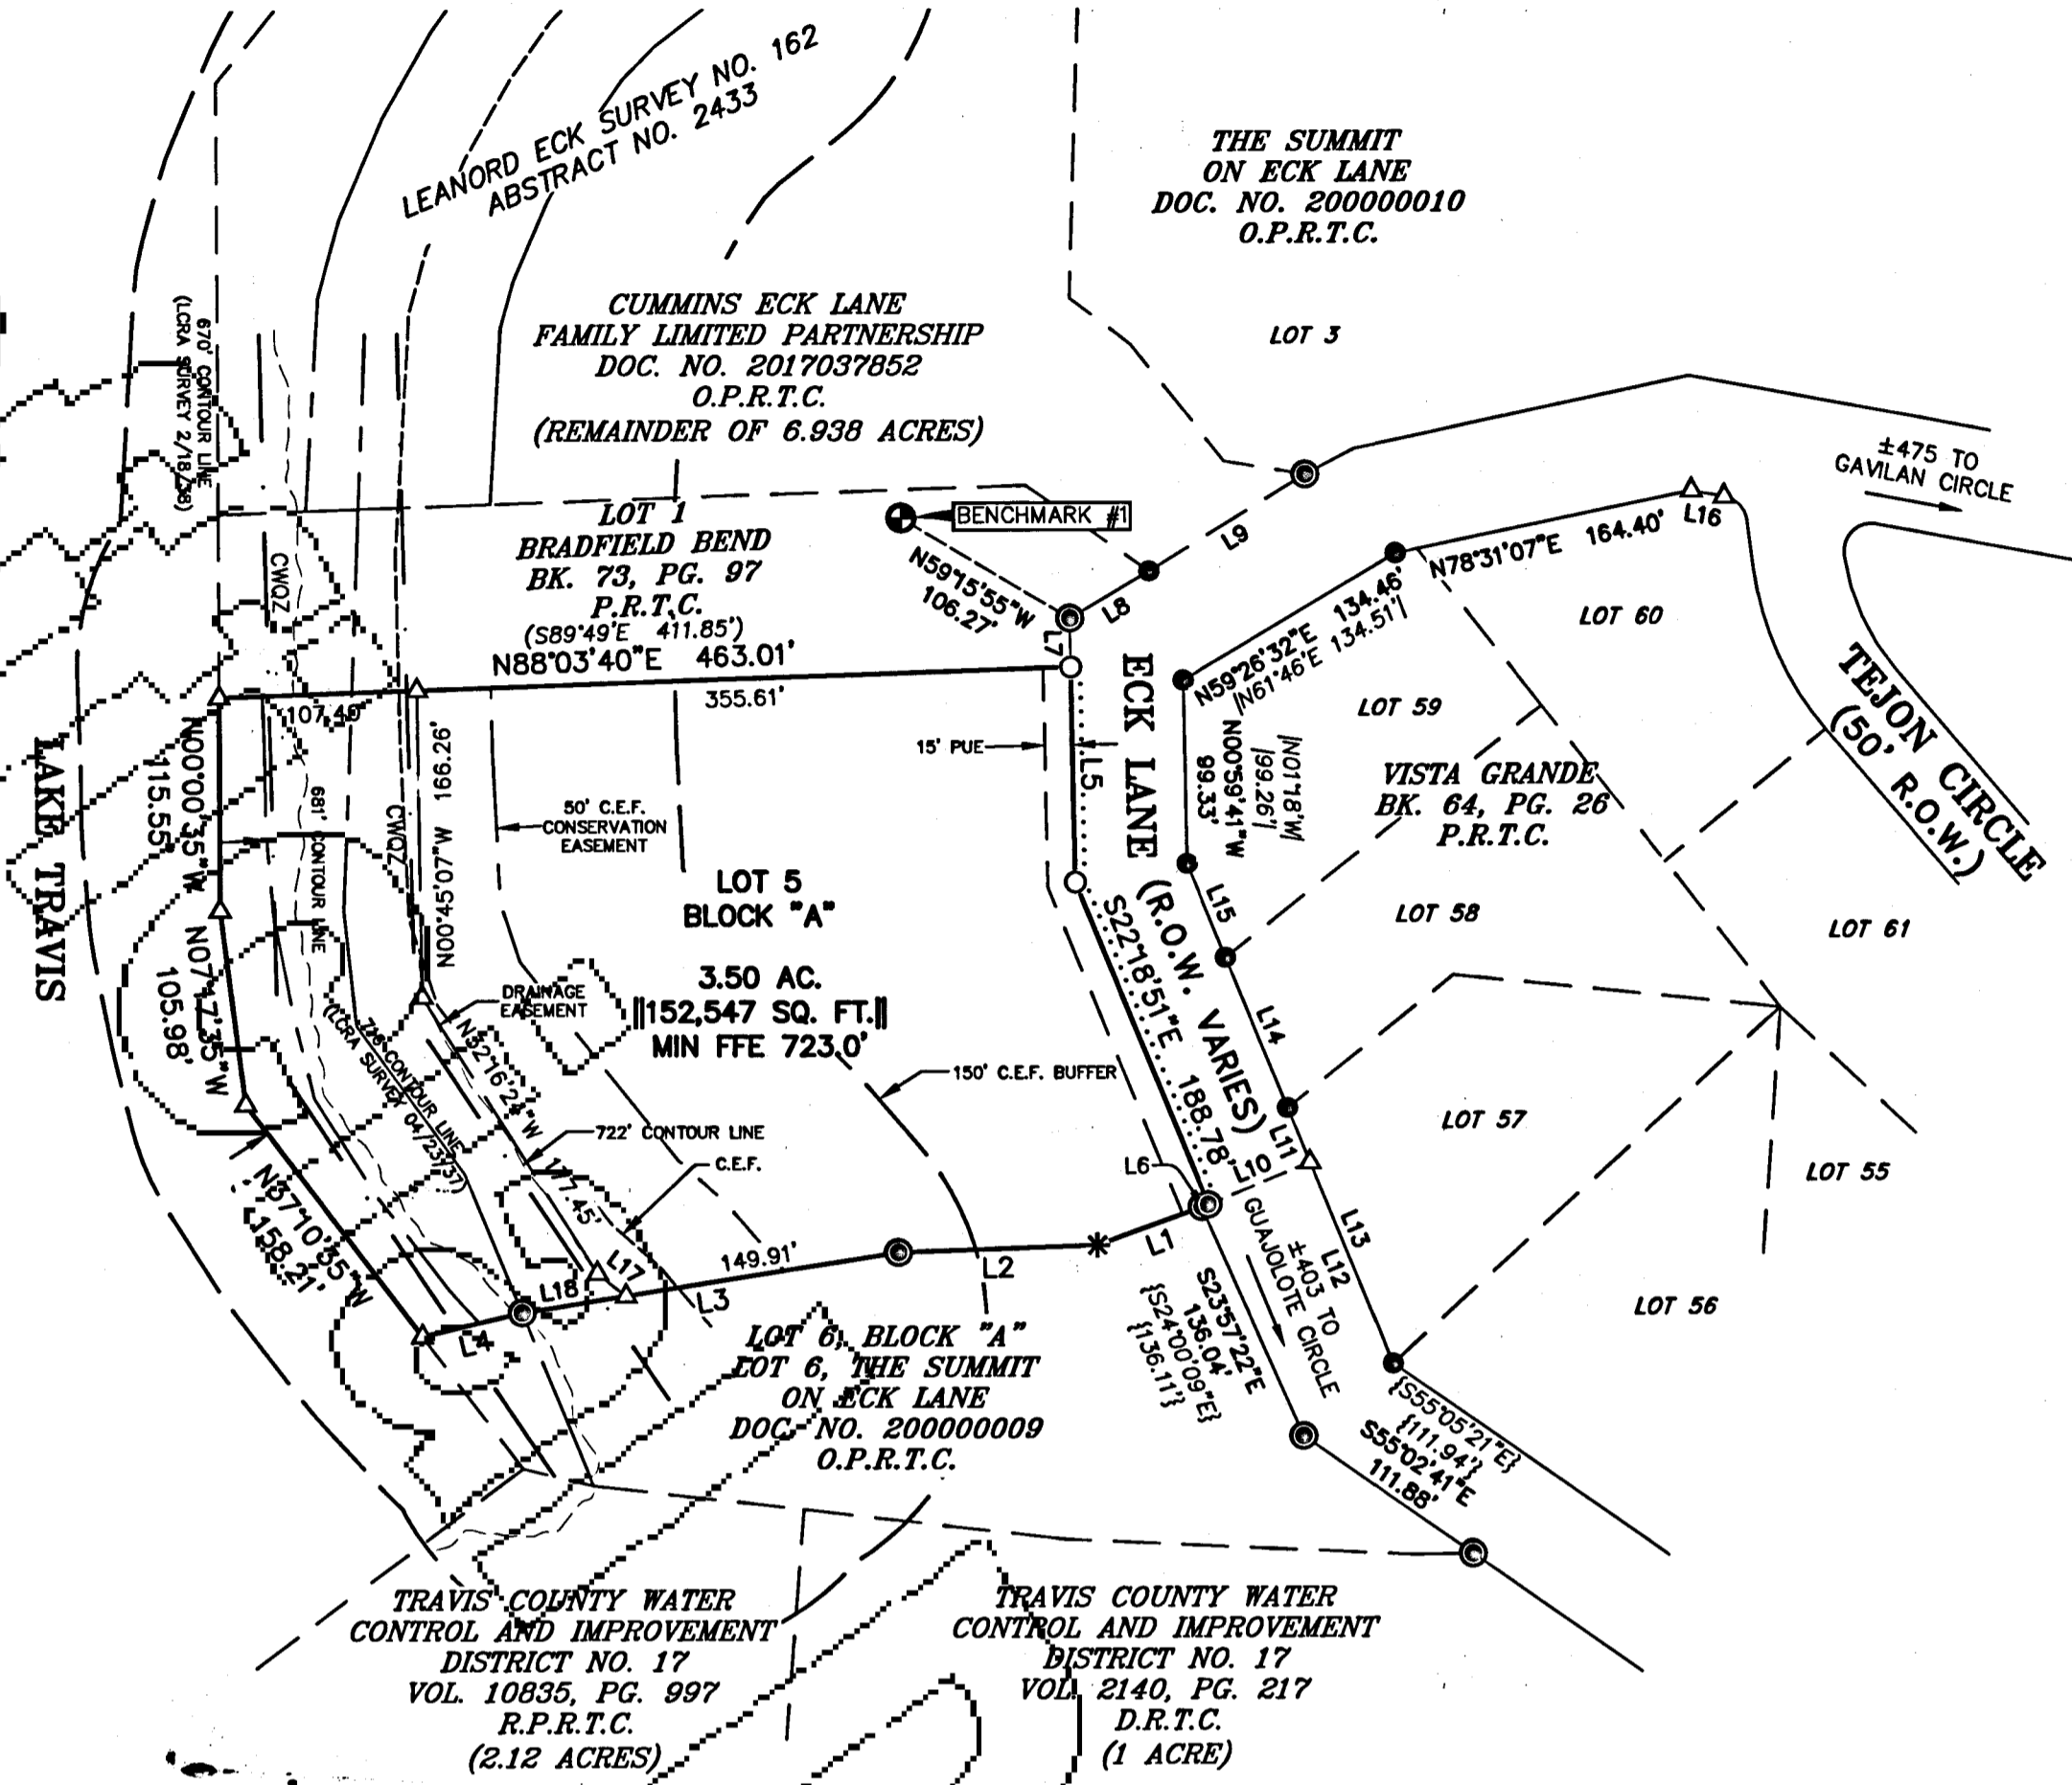 LEANORD ECK SURVEY NO. 162
ABSTRACT NO. 2433
THE SUMMIT
ON ECK LANE
DOC. NO. 200000010
O.P.R.T.C.
LOT 3
CUMMINS ECK LANE
FAMILY LIMITED PARTNERSHIP
DOC. NO. 2017037852
O.P.R.T.C.
(REMAINDER OF 6.938 ACRES)
670' CONTOUR LINE
(LCRA SURVEY 2/18/38)
±475 TO
GAVILAN CIRCLE
LOT 1
BRADFIELD BEND
BK. 73, PG. 97
P.R.T.C.
(S89°49'E 411.85')
N88°03'40"E 463.01'
107.40
355.61'
BENCHMARK #1
N59°15'55"W
106.27'
L7
L8
L9
N59°26'32"E 134.46'
|N61°46'E 134.51'|
N78°31'07"E 164.40'
L16
LOT 60
LOT 59
TEJON CIRCLE
(50' R.O.W.)
CWQZ
LAKE TRAVIS
N00°00'35"W
115.55'
681' CONTOUR LINE
CWQZ
N00°45'07"W 166.26'
50' C.E.F.
CONSERVATION
EASEMENT
15' PUE
L5
ECK LANE (R.O.W. VARIES)
|N01°18'W|
|99.26'|
N00°59'41"W
99.33'
VISTA GRANDE
BK. 64, PG. 26
P.R.T.C.
LOT 58
LOT 61
L15
L14
LOT 5
BLOCK "A"
3.50 AC.
||152,547 SQ. FT.||
MIN FFE 723.0'
N07°17'35"W
105.98'
DRAINAGE
EASEMENT
(LCRA SURVEY 04/23/37)
N32°16'24"W 177.45'
S22°18'51"E 188.78'
150' C.E.F. BUFFER
722' CONTOUR LINE
C.E.F.
N37°10'35"W
158.21'
L6
L10
L11
LOT 57
LOT 55
L13
L12
LOT 56
L1
L2
L3
149.91'
L17
L18
L4
GUAJOLOTE CIRCLE
±403 TO
S23°57'22"E
136.04'
{S24°00'09"E}
{136.11'}
{S55°05'21"E}
{111.94'}
S55°02'41"E
111.88'
LOT 6, BLOCK "A"
LOT 6, THE SUMMIT
ON ECK LANE
DOC. NO. 200000009
O.P.R.T.C.
TRAVIS COUNTY WATER
CONTROL AND IMPROVEMENT
DISTRICT NO. 17
VOL. 10835, PG. 997
R.P.R.T.C.
(2.12 ACRES)
TRAVIS COUNTY WATER
CONTROL AND IMPROVEMENT
DISTRICT NO. 17
VOL. 2140, PG. 217
D.R.T.C.
(1 ACRE)